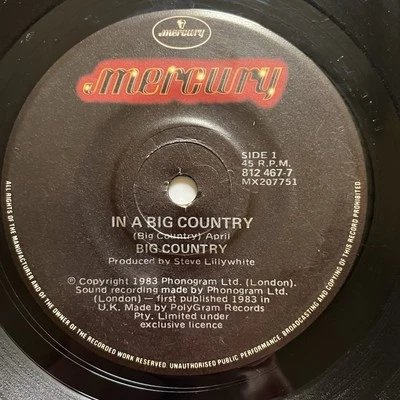 mercury
mercury
SIDE 1
45 R.P.M.
812 467-7
MX207751
IN A BIG COUNTRY
(Big Country) April
BIG COUNTRY
Produced by Steve Lillywhite
℗ Copyright 1983 Phonogram Ltd. (London).
Sound recording made by Phonogram Ltd.
(London) — first published 1983 in
U.K. Made by PolyGram Records
Pty. Limited under
exclusive licence
ALL RIGHTS OF THE MANUFACTURER AND OF THE OWNER OF THE RECORDED WORK RESERVED. UNAUTHORISED PUBLIC PERFORMANCE, BROADCASTING AND COPYING OF THIS RECORD PROHIBITED.